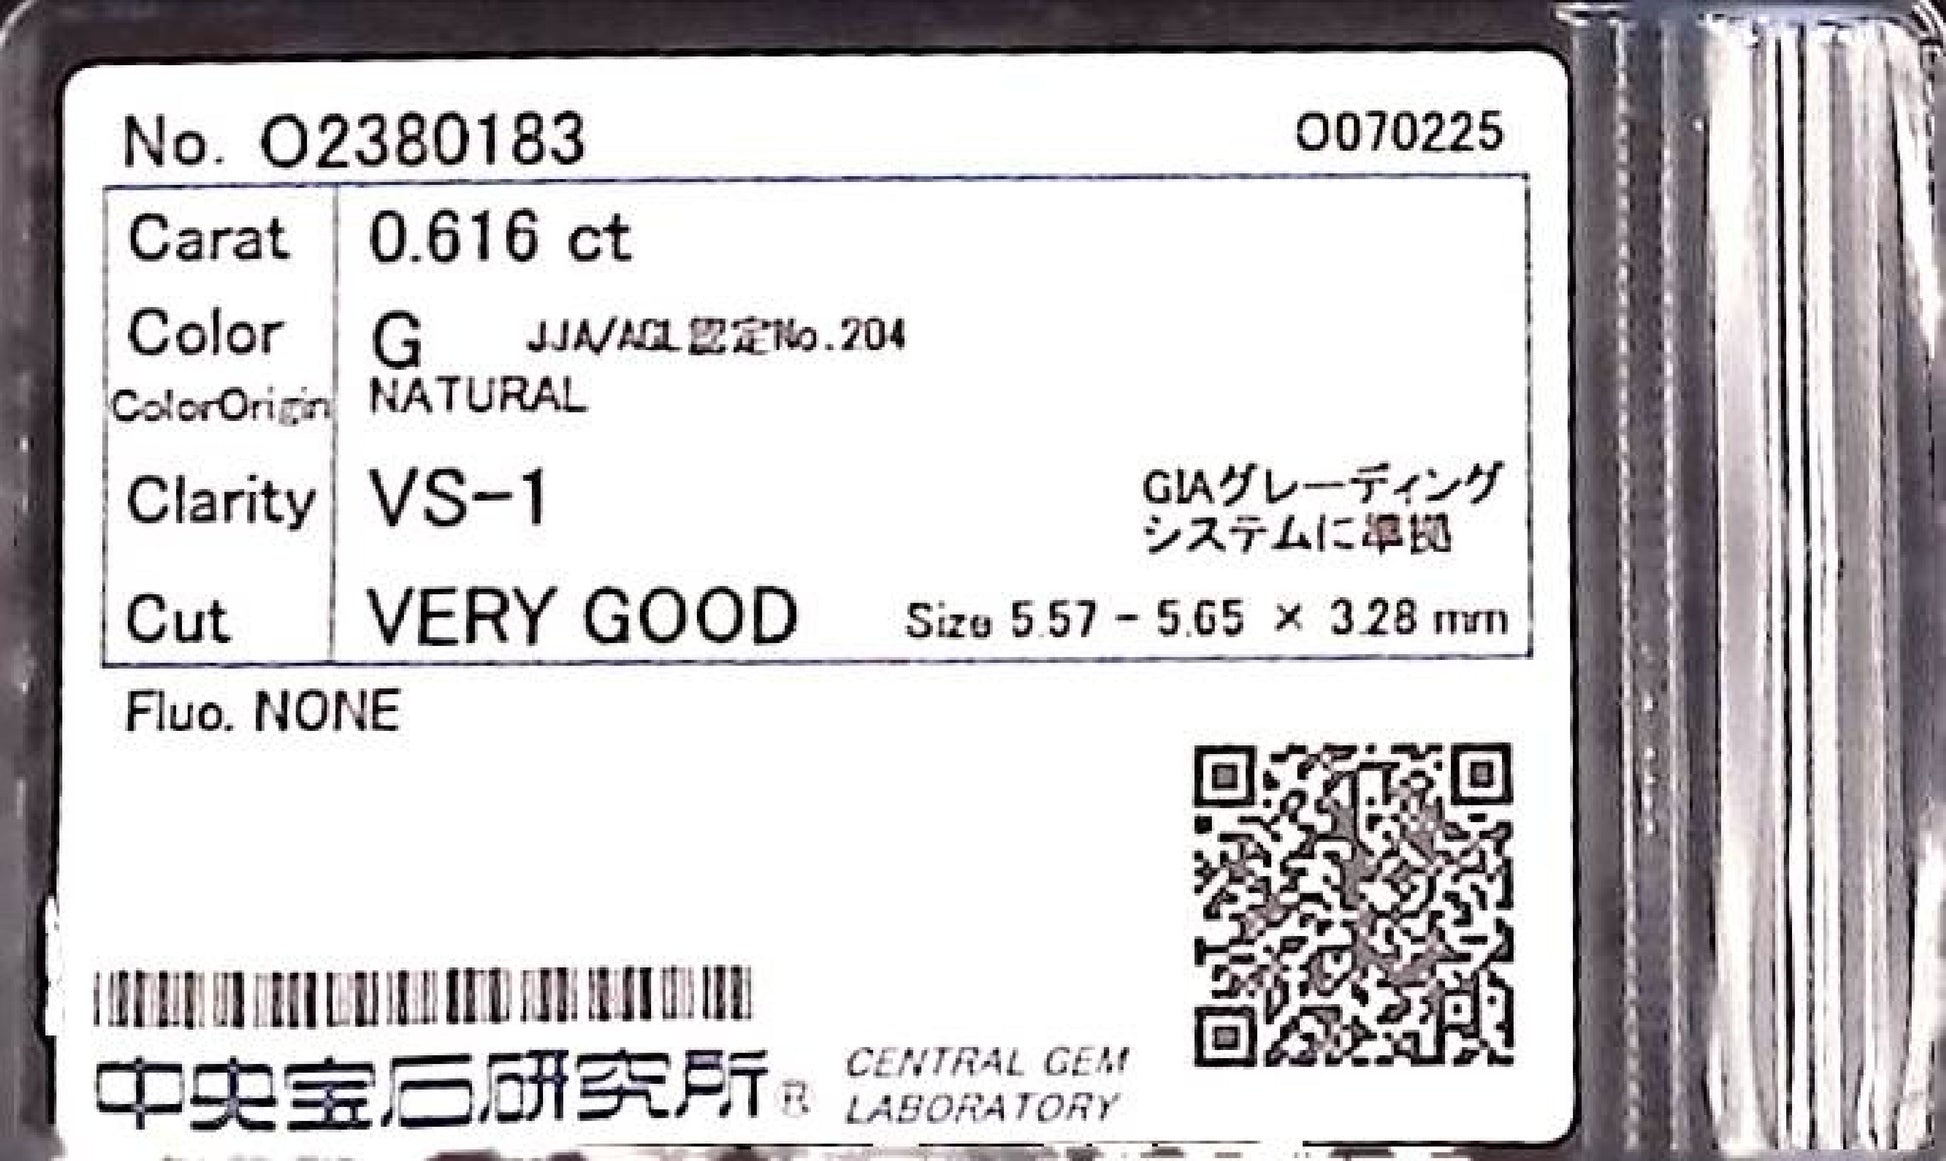 No. O2380183 O070225
Carat 0.616 ct
Color G JJA/AGL認定No.204
ColorOrigin NATURAL
Clarity VS-1 GIAグレーディング
システムに準拠
Cut VERY GOOD Size 5.57 - 5.65 × 3.28 mm
Fluo. NONE
中央宝石研究所® CENTRAL GEM
LABORATORY